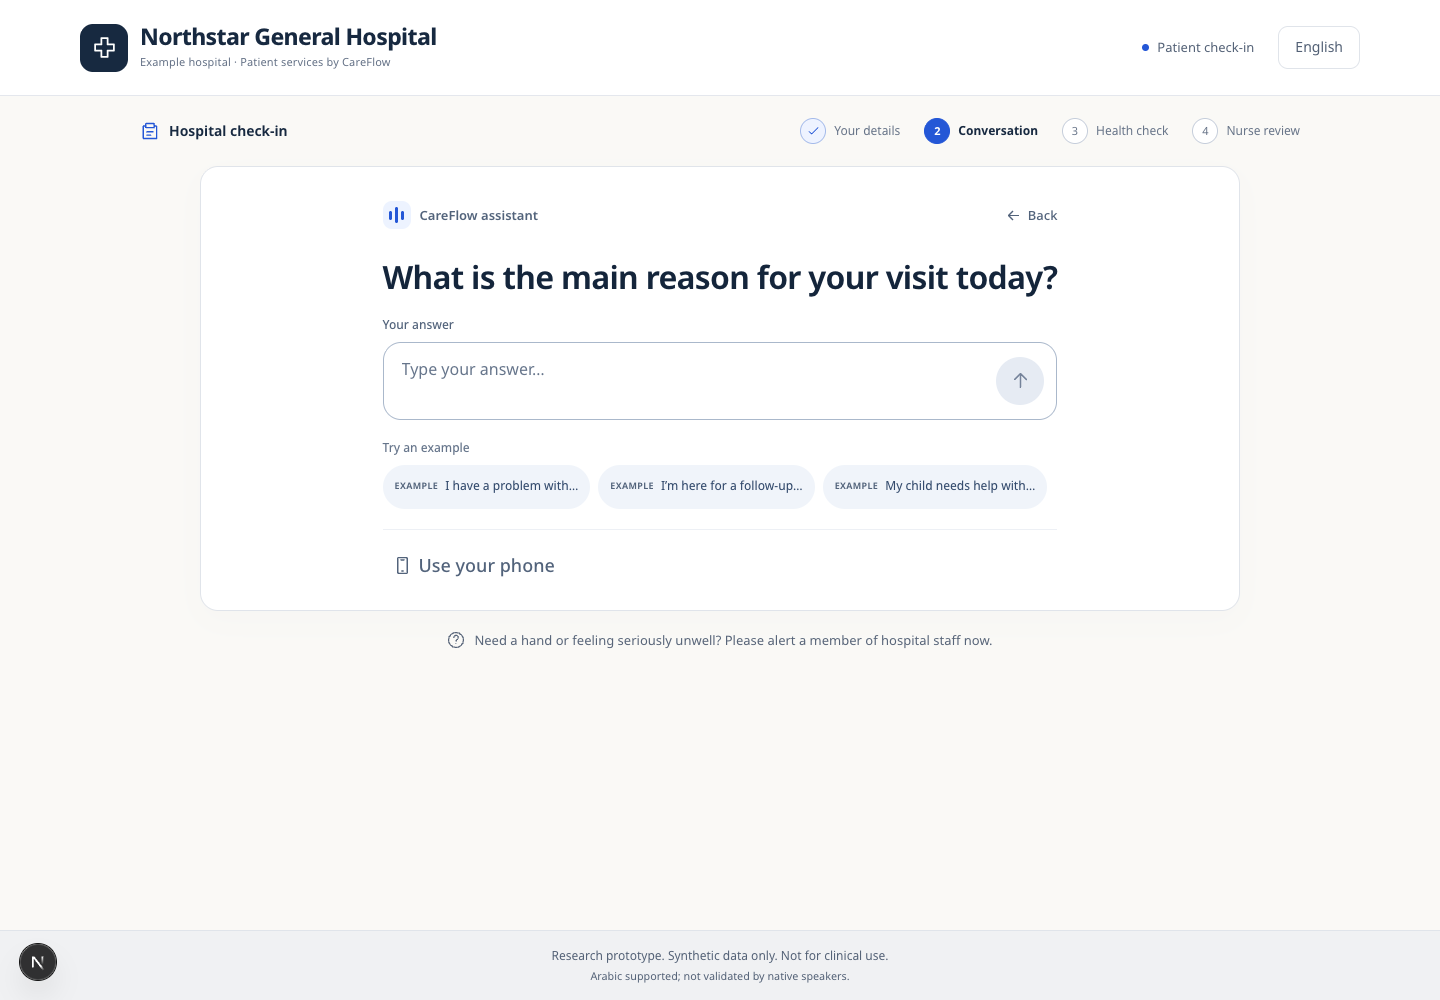 Northstar General Hospital
Example hospital · Patient services by CareFlow
Patient check-in
English
Hospital check-in
Your details
2 Conversation
3 Health check
4 Nurse review
CareFlow assistant
Back
What is the main reason for your visit today?
Your answer
Type your answer...
Try an example
EXAMPLE I have a problem with...
EXAMPLE I'm here for a follow-up...
EXAMPLE My child needs help with...
Use your phone
Need a hand or feeling seriously unwell? Please alert a member of hospital staff now.
Research prototype. Synthetic data only. Not for clinical use.
Arabic supported; not validated by native speakers.
N